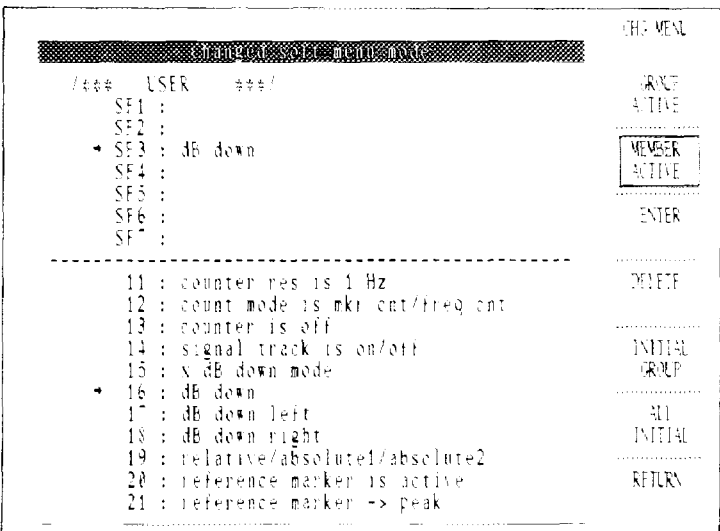 CHG MENU
changed soft menu mode
/*** USER ***/
SF1 :
SF2 :
→ SF3 : dB down
SF4 :
SF5 :
SF6 :
SF7 :
11 : counter res is 1 Hz
12 : count mode is mkr cnt/freq cnt
13 : counter is off
14 : signal track is on/off
15 : x dB down mode
→ 16 : dB down
17 : dB down left
18 : dB down right
19 : relative/absolute1/absolute2
20 : reference marker is active
21 : reference marker -> peak
GROUP
ACTIVE
MEMBER
ACTIVE
ENTER
DELETE
INITIAL
GROUP
ALL
INITIAL
RETURN